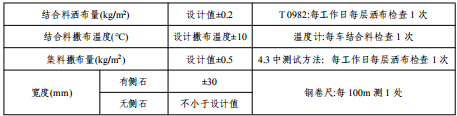 结合料洒布量(kg/m²) 设计值±0.2 T 0982:每工作日每层洒布检查 1 次
结合料撒布温度(℃) 设计撒布温度±10 温度计:每车结合料检查 1 次
集料撒布量(kg/m²) 设计值±0.5 4.3 中测试方法: 每工作日每层洒布检查 1 次
宽度(mm) 有侧石 ±30 钢卷尺:每 100m 测 1 处
无侧石 不小于设计值